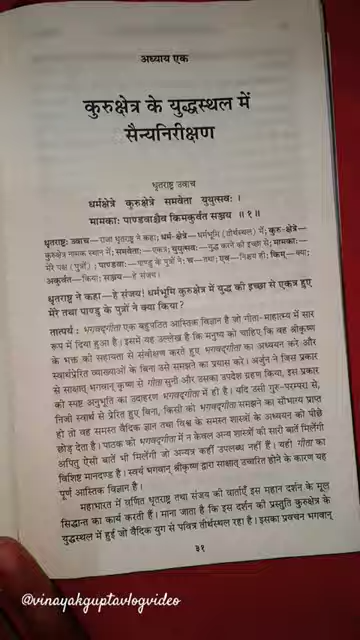 अध्याय एक
कुरुक्षेत्र के युद्धस्थल में
सैन्यनिरीक्षण
धृतराष्ट्र उवाच
धर्मक्षेत्रे कुरुक्षेत्रे समवेता युयुत्सवः ।
मामकाः पाण्डवाश्चैव किमकुर्वत सञ्जय ॥ १॥
धृतराष्ट्रः उवाच—राजा धृतराष्ट्र ने कहा; धर्म-क्षेत्रे—धर्मभूमि (तीर्थस्थल) में; कुरु-क्षेत्रे—
कुरुक्षेत्र नामक स्थान में; समवेताः—एकत्र; युयुत्सवः—युद्ध करने की इच्छा से; मामकाः—
मेरे पक्ष (पुत्रों); पाण्डवाः—पाण्डु के पुत्रों ने; च—तथा; एव—निश्चय ही; किम्—क्या;
अकुर्वत—किया; सञ्जय—हे संजय।
धृतराष्ट्र ने कहा—हे संजय! धर्मभूमि कुरुक्षेत्र में युद्ध की इच्छा से एकत्र हुए
मेरे तथा पाण्डु के पुत्रों ने क्या किया?
तात्पर्य : भगवद्गीता एक बहुपठित आस्तिक विज्ञान है जो गीता-माहात्म्य में सार
रूप में दिया हुआ है। इसमें यह उल्लेख है कि मनुष्य को चाहिए कि वह श्रीकृष्ण
के भक्त की सहायता से संवीक्षण करते हुए भगवद्गीता का अध्ययन करे और
स्वार्थप्रेरित व्याख्याओं के बिना उसे समझने का प्रयास करे। अर्जुन ने जिस प्रकार
से साक्षात् भगवान् कृष्ण से गीता सुनी और उसका उपदेश ग्रहण किया, इस प्रकार
की स्पष्ट अनुभूति का उदाहरण भगवद्गीता में ही है। यदि उसी गुरु-परम्परा से,
निजी स्वार्थ से प्रेरित हुए बिना, किसी को भगवद्गीता समझने का सौभाग्य प्राप्त
हो तो वह समस्त वैदिक ज्ञान तथा विश्व के समस्त शास्त्रों के अध्ययन को पीछे
छोड़ देता है। पाठक को भगवद्गीता में न केवल अन्य शास्त्रों की सारी बातें मिलेंगी
अपितु ऐसी बातें भी मिलेंगी जो अन्यत्र कहीं उपलब्ध नहीं हैं। यही गीता का
विशिष्ट मानदण्ड है। स्वयं भगवान् श्रीकृष्ण द्वारा साक्षात् उच्चरित होने के कारण यह
पूर्ण आस्तिक विज्ञान है।
महाभारत में वर्णित धृतराष्ट्र तथा संजय की वार्ताएँ इस महान दर्शन के मूल
सिद्धान्त का कार्य करती हैं। माना जाता है कि इस दर्शन की प्रस्तुति कुरुक्षेत्र के
युद्धस्थल में हुई जो वैदिक युग से पवित्र तीर्थस्थल रहा है। इसका प्रवचन भगवान्
३१
@vinayakguptavlogvideo